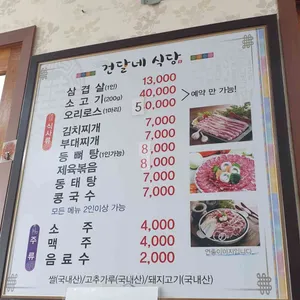 건달네 식당
삼겹살(1인) 13,000
소고기(200g) 40,000 >예약 만 가능!
오리로스(1마리) 50,000
식사류
김치찌개 7,000
부대찌개 7,000
등뼈탕(1인가능) 8,000
제육볶음 8,000
동태탕 7,000
콩국수 7,000
모든 메뉴 2인이상 가능
주류
소주 4,000
맥주 4,000
음료수 2,000
쌀(국내산)/고추가루(국내산)/돼지고기(국내산)